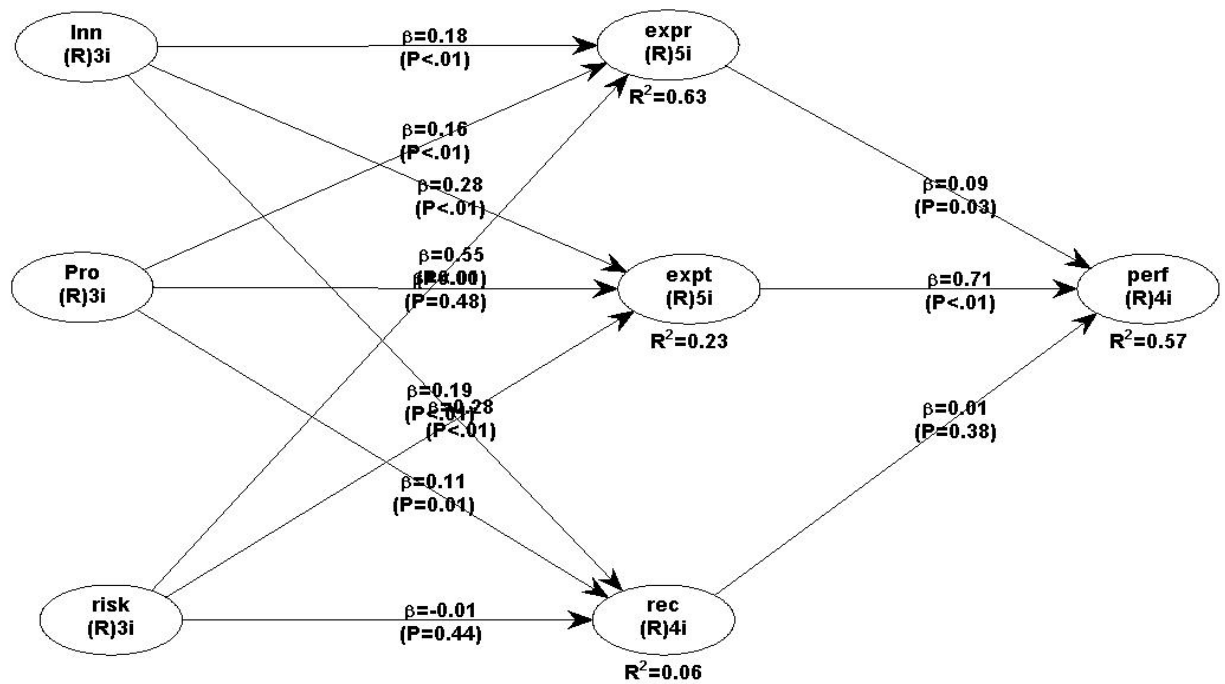 Inn
(R)3i
β=0.18
(P<.01)
expr
(R)5i
R²=0.63
β=0.16
(P<.01)
β=0.28
(P<.01)
β=0.09
(P=0.03)
β=0.55
Pro
(R)3i
(P=0.48)
expt
(R)5i
R²=0.23
β=0.71
(P<.01)
perf
(R)4i
R²=0.57
β=0.19
(P<.01)
β=0.28
(P<.01)
β=0.01
(P=0.38)
β=0.11
(P=0.01)
risk
(R)3i
β=-0.01
(P=0.44)
rec
(R)4i
R²=0.06